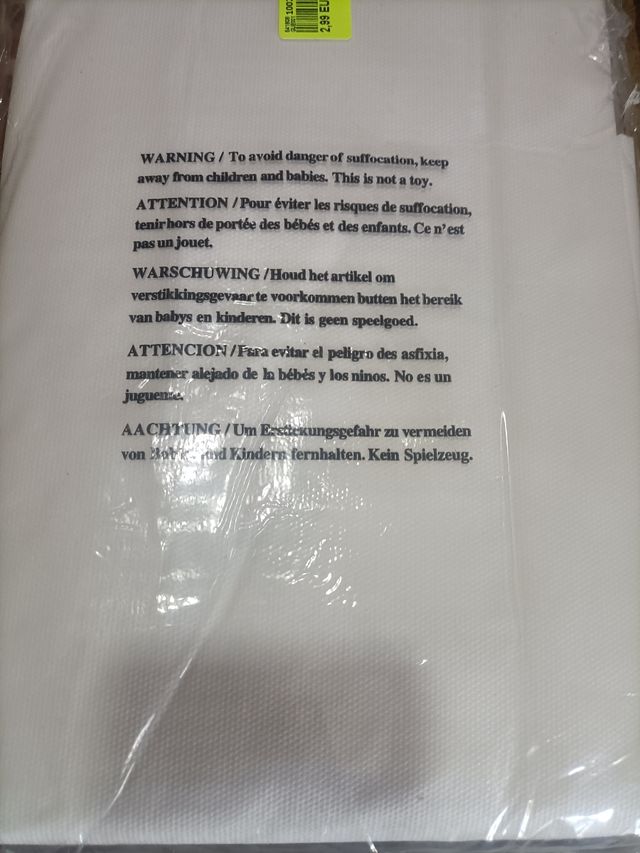 2,99 EU
WARNING / To avoid danger of suffocation, keep
away from children and babies. This is not a toy.
ATTENTION /Pour éviter les risques de suffocation,
tenir hors de portée des bébés et des enfants. Ce n'est
pas un jouet.
WARSCHUWING /Houd het artikel om
verstikkingsgevaar te voorkommen butten het bereik
van babys en kinderen. Dit is geen speelgoed.
ATTENCION /Para evitar el peligro des asfixia,
mantener alejado de la bébés y los ninos. No es un
AACHTUNG / Um Erstickungsgefahr zu vermeiden
von und Kindern fernhalten. Kein Spielzeug.